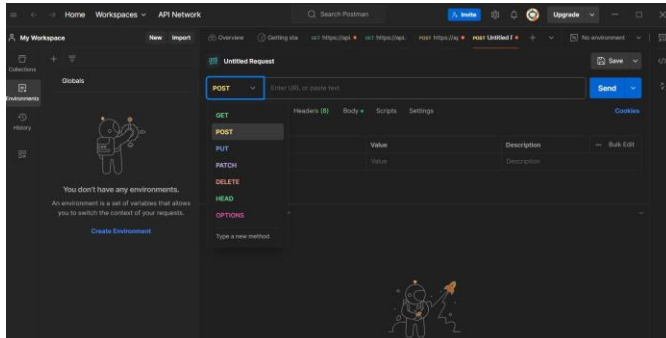 Home Workspaces API Network Search Postman Invite Upgrade
My Workspace New Import Overview Getting sta GET https://api. GET https://api. POST https://aj POST Untitled F No environment
Collections
Environments
History
Globals
You don't have any environments.
An environment is a set of variables that allows
you to switch the context of your requests.
Create Environment
Untitled Request Save
POST Enter URL or paste text Send
Headers (8) Body Scripts Settings Cookies
Value Description Bulk Edit
Value Description
GET
POST
PUT
PATCH
DELETE
HEAD
OPTIONS
Type a new method